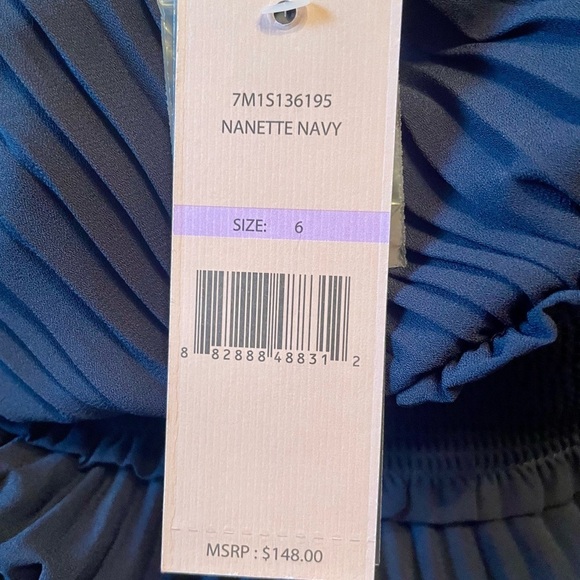 7M1S136195
NANETTE NAVY
SIZE: 6
8 82888 48831 2
MSRP : $148.00